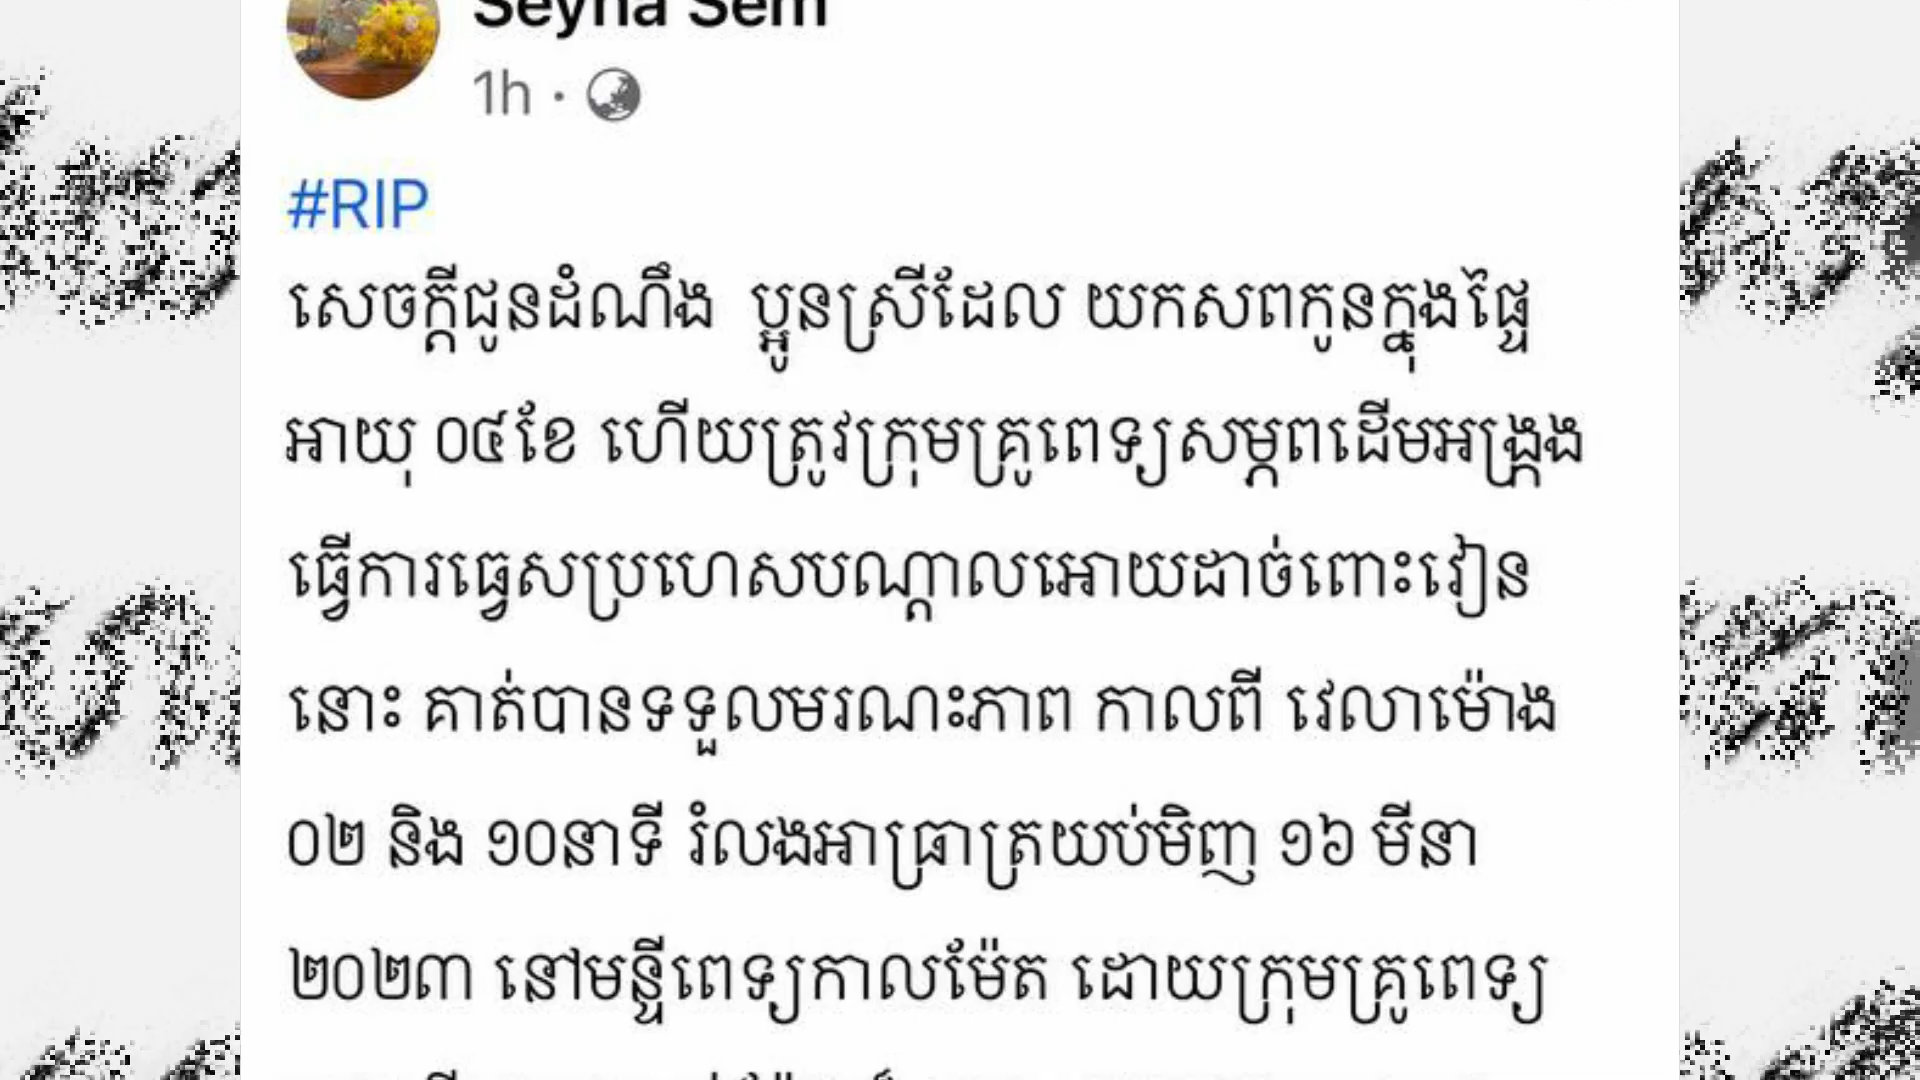 Seyha Sem
1h ·
#RIP
សេចក្តីជូនដំណឹង ប្អូនស្រីដែល យកសពកូនក្នុងផ្ទៃ
អាយុ ០៤ខែ ហើយត្រូវក្រុមគ្រូពេទ្យសម្ភពដើមអង្ក្រង
ធ្វើការធ្វេសប្រហេសបណ្តាលអោយដាច់ពោះវៀន
នោះ គាត់បានទទួលមរណះភាព កាលពី វេលាម៉ោង
០២ និង ១០នាទី រំលងអាធ្រាត្រយប់មិញ ១៦ មីនា
២០២៣ នៅមន្ទីពេទ្យកាលម៉ែត ដោយក្រុមគ្រូពេទ្យ